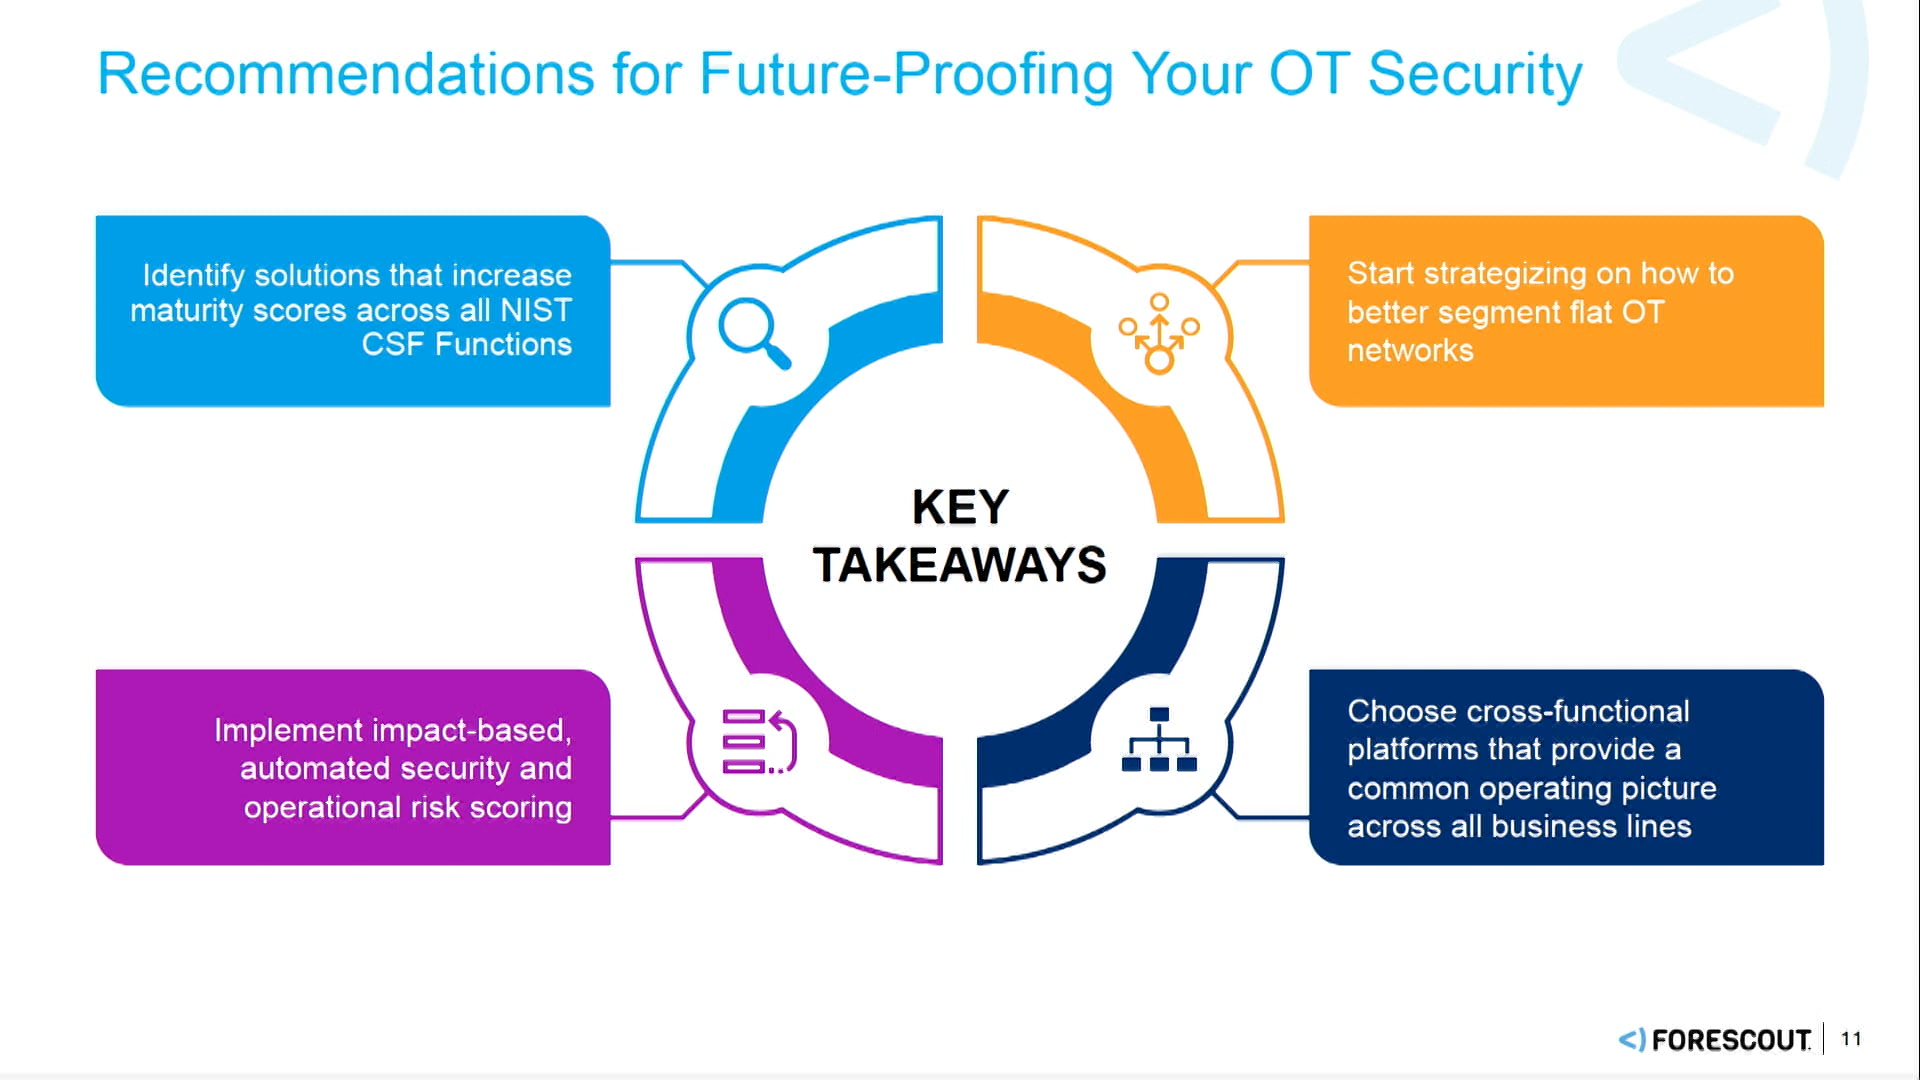 Recommendations for Future-Proofing Your OT Security
Identify solutions that increase
maturity scores across all NIST
CSF Functions
Start strategizing on how to
better segment flat OT
networks
KEY
TAKEAWAYS
Implement impact-based,
automated security and
operational risk scoring
Choose cross-functional
platforms that provide a
common operating picture
across all business lines
FORESCOUT.
11